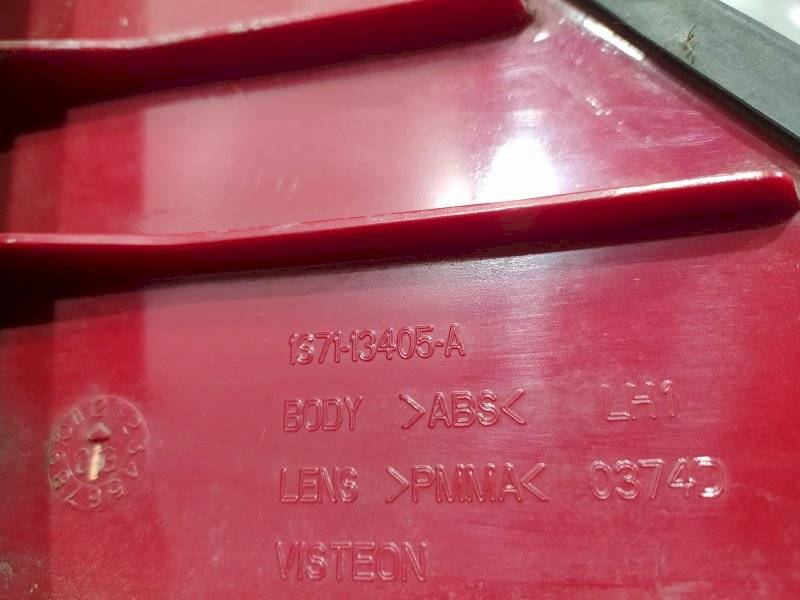 1S71-13405-A
BODY >ABS< LH1
LENS >PMMA< 0374D
VISTEON